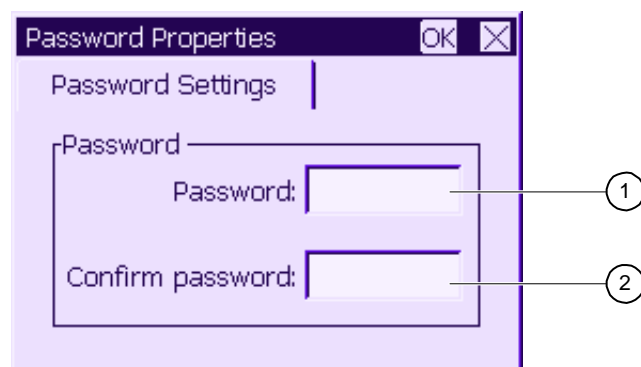 Password Properties OK X
Password Settings
Password
Password: 1
Confirm password: 2